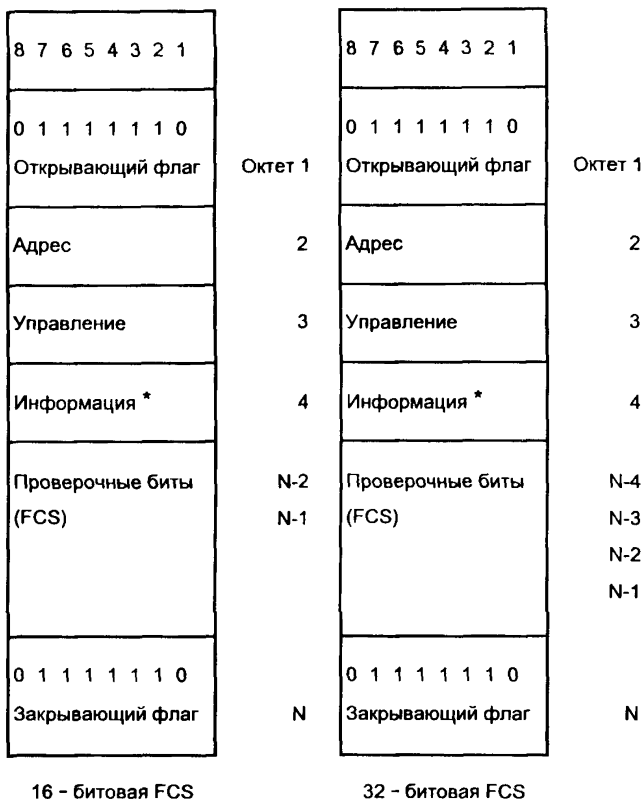 8 7 6 5 4 3 2 1
0 1 1 1 1 1 1 0
Открывающий флаг Октет 1
Адрес 2
Управление 3
Информация * 4
Проверочные биты N-2
(FCS) N-1
0 1 1 1 1 1 1 0
Закрывающий флаг N
16 - битовая FCS
8 7 6 5 4 3 2 1
0 1 1 1 1 1 1 0
Открывающий флаг Октет 1
Адрес 2
Управление 3
Информация * 4
Проверочные биты N-4
(FCS) N-3
N-2
N-1
0 1 1 1 1 1 1 0
Закрывающий флаг N
32 - битовая FCS